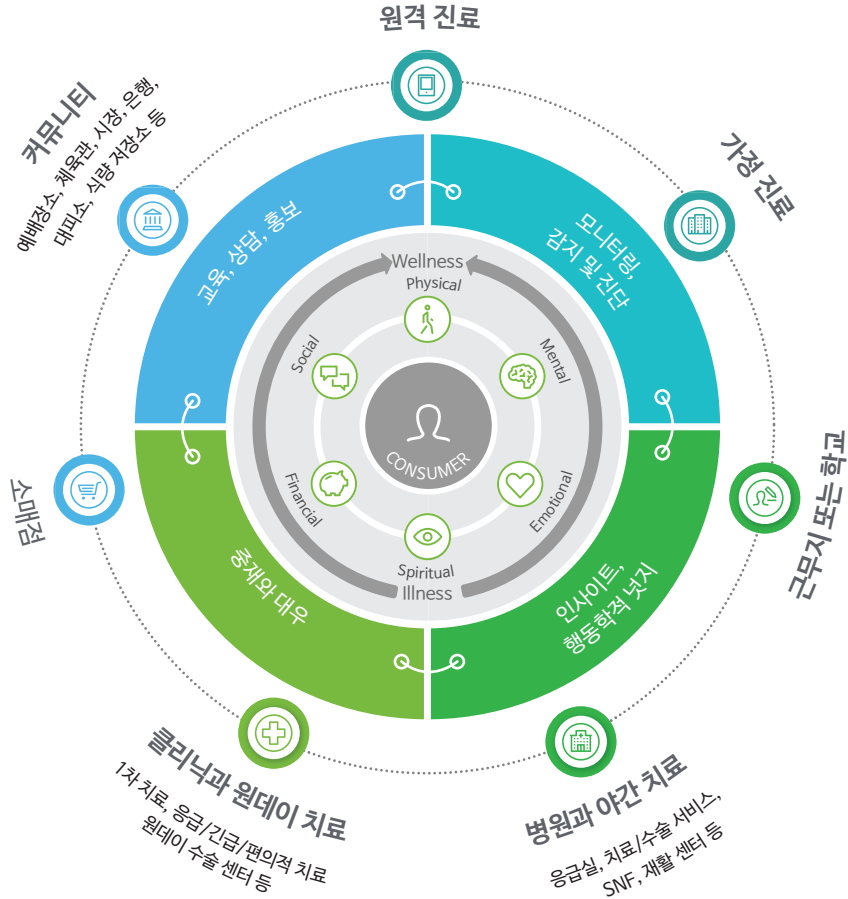 원격 진료
가정 진료
근무지 또는 학교
병원과 야간 치료
응급실, 치료/수술 서비스,
SNF, 재활 센터 등
클리닉과 원데이 치료
1차 치료, 응급/긴급/편의적 치료
원데이 수술 센터 등
소매점
커뮤니티
예배장소, 체육관, 시장, 은행,
대피소, 식량 저장소 등
교육, 상담, 홍보
모니터링,
감지 및 진단
인사이트,
행동학적 넛지
중재와 대우
Wellness
Physical
Mental
Emotional
Spiritual
Illness
Financial
Social
CONSUMER